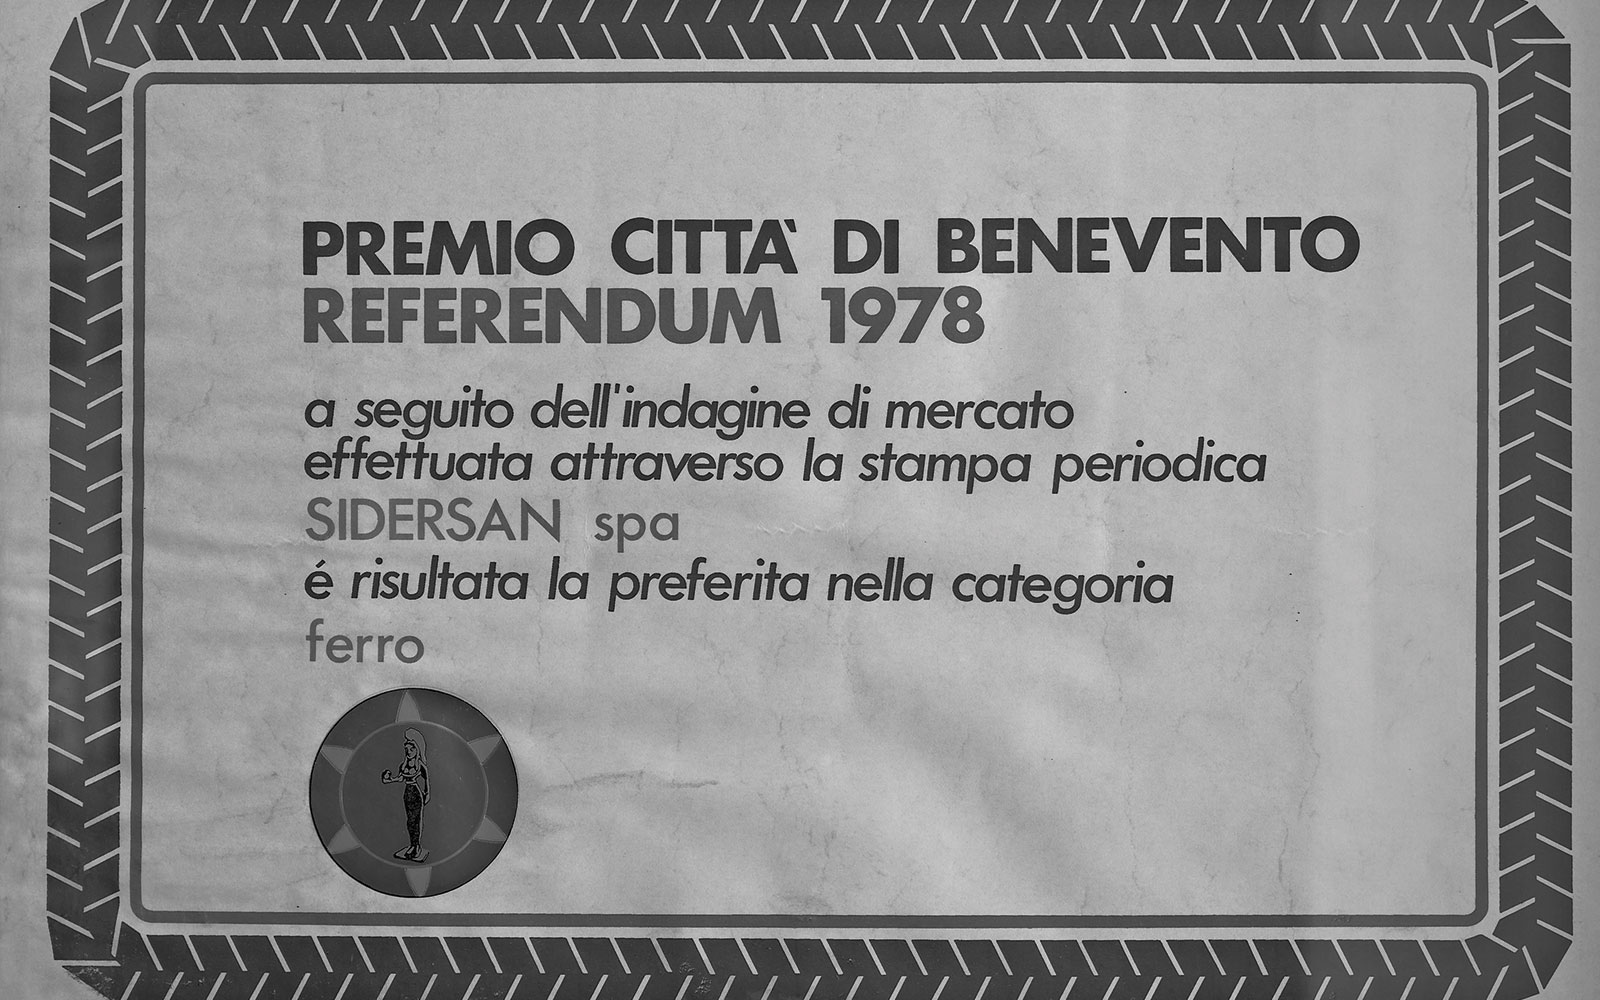 PREMIO CITTA' DI BENEVENTO
REFERENDUM 1978
a seguito dell'indagine di mercato
effettuata attraverso la stampa periodica
SIDERSAN spa
é risultata la preferita nella categoria
ferro